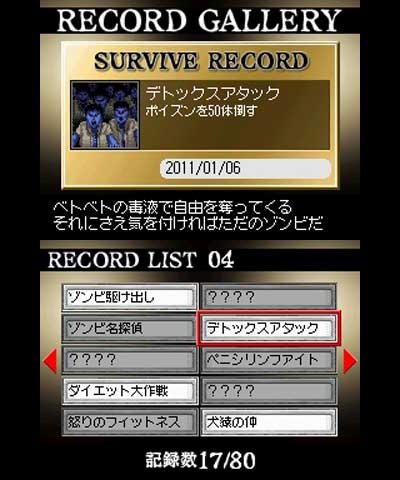 RECORD GALLERY
SURVIVE RECORD
デトックスアタック
ポイズンを50体倒す
2011/01/06
ベトベトの毒液で自由を奪ってくる
それにさえ気を付ければただのゾンビだ
RECORD LIST 04
ゾンビ駆け出し
????
ゾンビ名探偵
デトックスアタック
????
ペニシリンファイト
ダイエット大作戦
????
怒りのフィットネス
犬猿の仲
記録数17/80